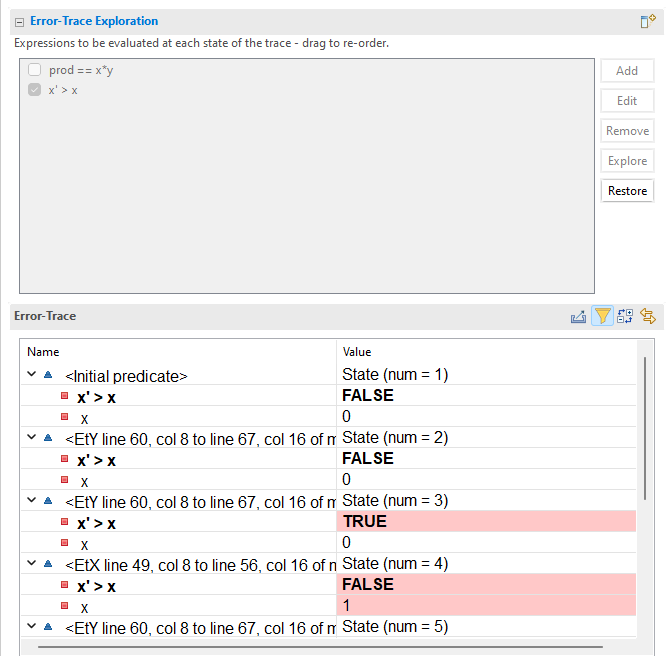 Error-Trace Exploration
Expressions to be evaluated at each state of the trace - drag to re-order.
prod == x*y
x' > x
Add
Edit
Remove
Explore
Restore
Error-Trace
Name Value
<Initial predicate> State (num = 1)
x' > x FALSE
x 0
<EtY line 60, col 8 to line 67, col 16 of State (num = 2)
x' > x FALSE
x 0
<EtY line 60, col 8 to line 67, col 16 of State (num = 3)
x' > x TRUE
x 0
<EtX line 49, col 8 to line 56, col 16 of State (num = 4)
x' > x FALSE
x 1
<EtY line 60, col 8 to line 67, col 16 of State (num = 5)